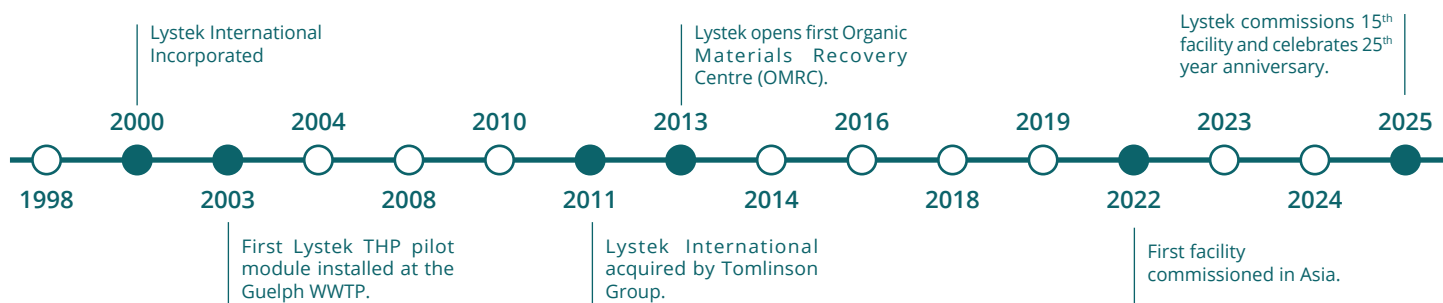 Lystek International
Incorporated
Lystek opens first Organic
Materials Recovery
Centre (OMRC).
Lystek commissions 15th
facility and celebrates 25th
year anniversary.
2000
2004
2010
2013
2016
2019
2023
2025
1998
2003
2008
2011
2014
2018
2022
2024
First Lystek THP pilot
module installed at the
Guelph WWTP.
Lystek International
acquired by Tomlinson
Group.
First facility
commissioned in Asia.